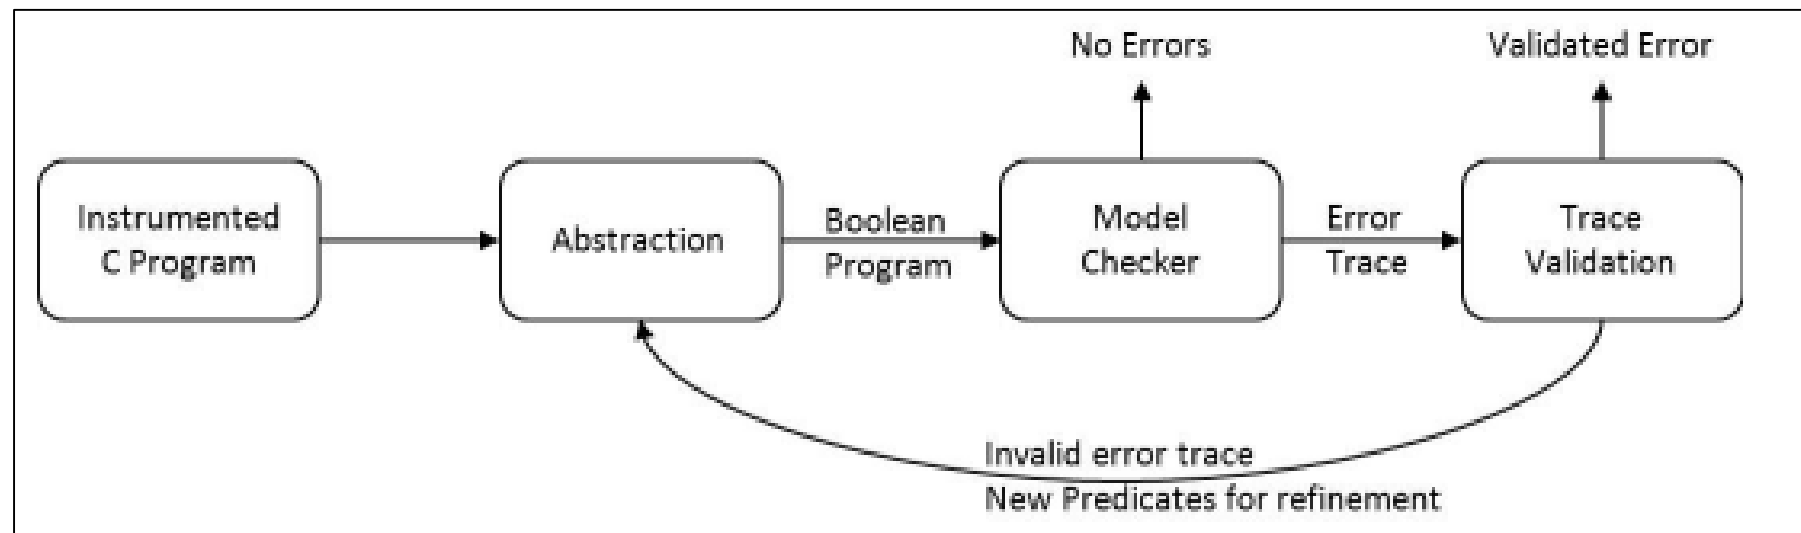 No Errors
Validated Error
Instrumented
C Program
Abstraction
Boolean
Program
Model
Checker
Error
Trace
Trace
Validation
Invalid error trace
New Predicates for refinement